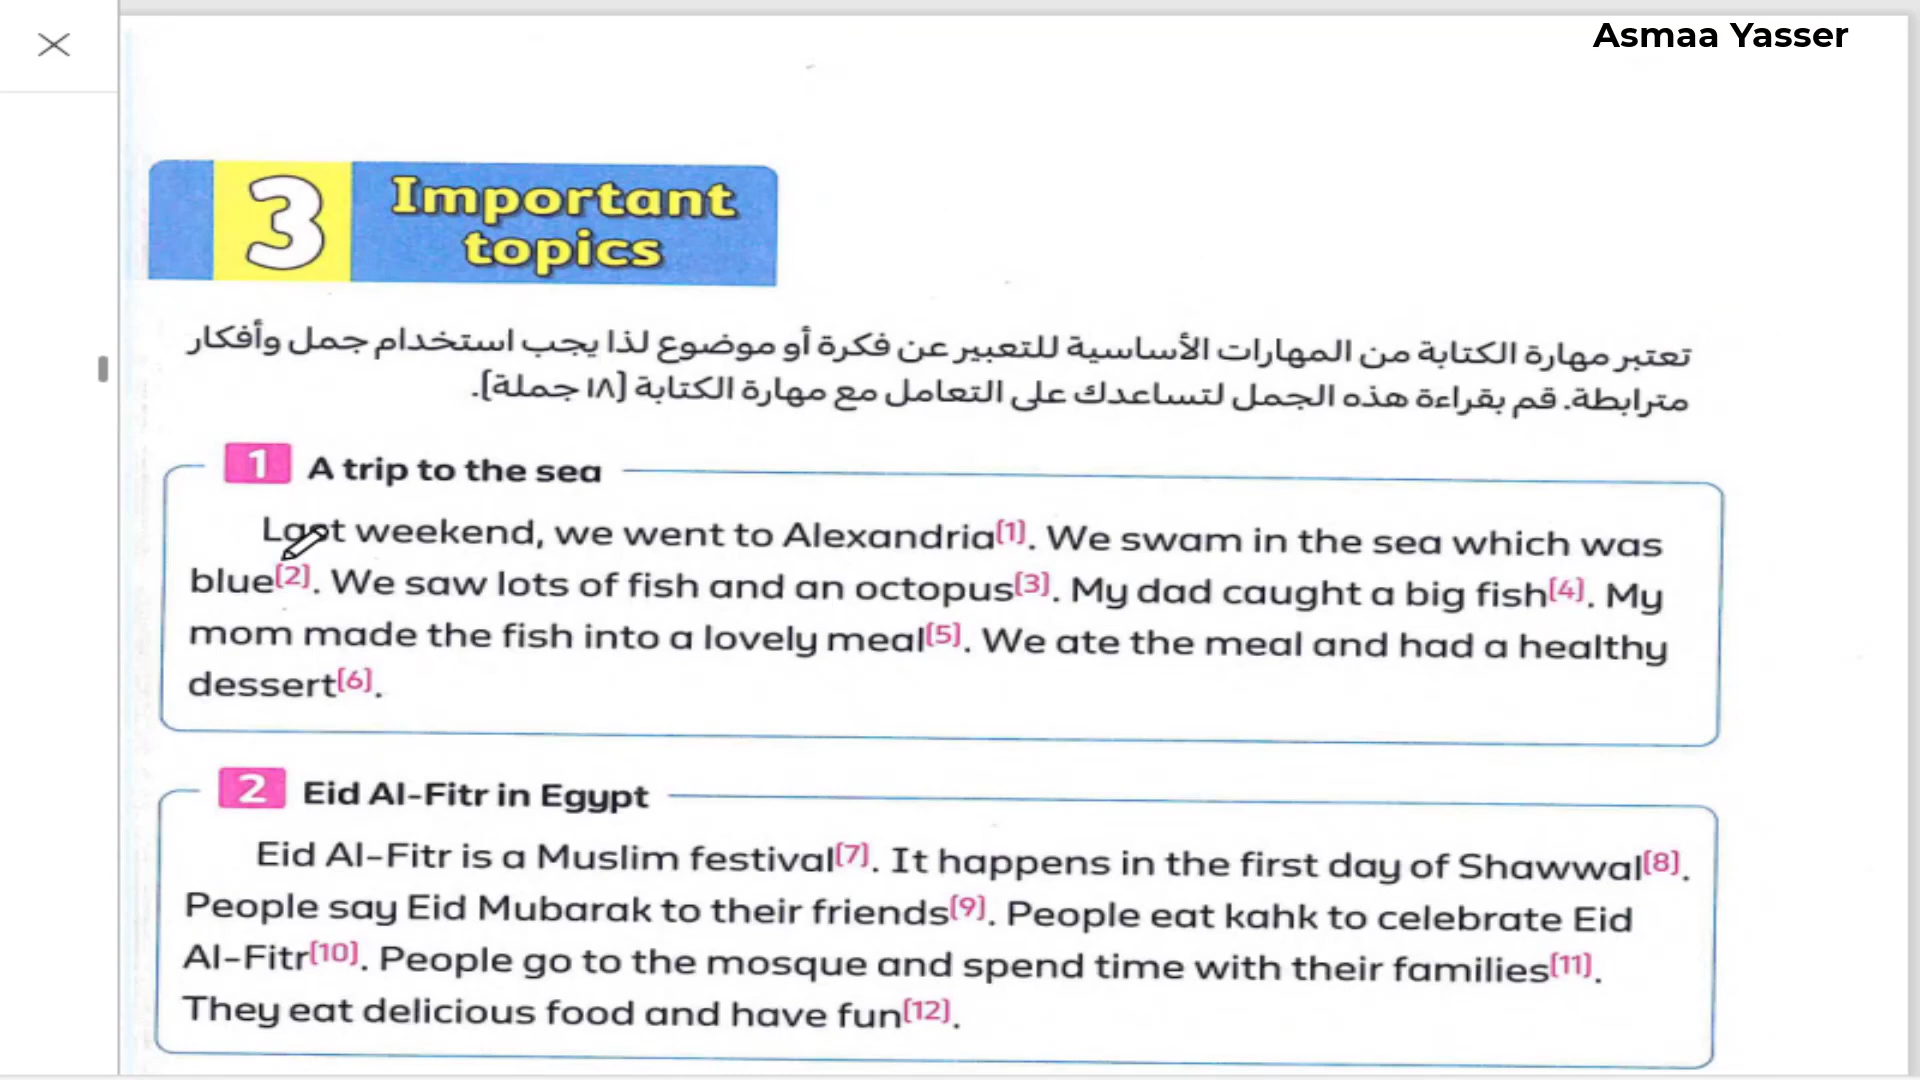 Asmaa Yasser
3
Important
topics
تعتبر مهارة الكتابة من المهارات الأساسية للتعبير عن فكرة أو موضوع لذا يجب استخدام جمل وأفكار
مترابطة. قم بقراءة هذه الجمل لتساعدك على التعامل مع مهارة الكتابة [١٨ جملة].
1 A trip to the sea
Last weekend, we went to Alexandria[1]. We swam in the sea which was
blue[2]. We saw lots of fish and an octopus[3]. My dad caught a big fish[4]. My
mom made the fish into a lovely meal[5]. We ate the meal and had a healthy
dessert[6].
2 Eid Al-Fitr in Egypt
Eid Al-Fitr is a Muslim festival[7]. It happens in the first day of Shawwal[8].
People say Eid Mubarak to their friends[9]. People eat kahk to celebrate Eid
Al-Fitr[10]. People go to the mosque and spend time with their families[11].
They eat delicious food and have fun[12].